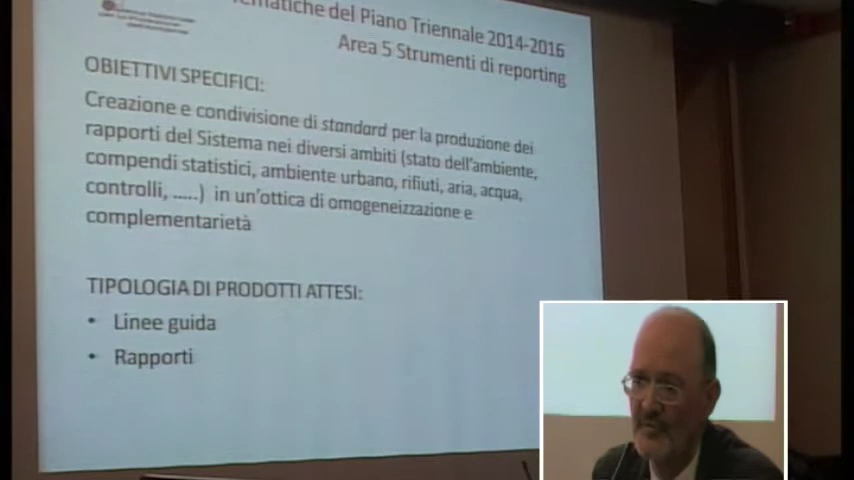 ematiche del Piano Triennale 2014-2016
Area 5 Strumenti di reporting
OBIETTIVI SPECIFICI:
Creazione e condivisione di standard per la produzione dei
rapporti del Sistema nei diversi ambiti (stato dell'ambiente,
compendi statistici, ambiente urbano, rifiuti, aria, acqua,
controlli, .....) in un'ottica di omogeneizzazione e
complementarietà
TIPOLOGIA DI PRODOTTI ATTESI:
• Linee guida
• Rapporti